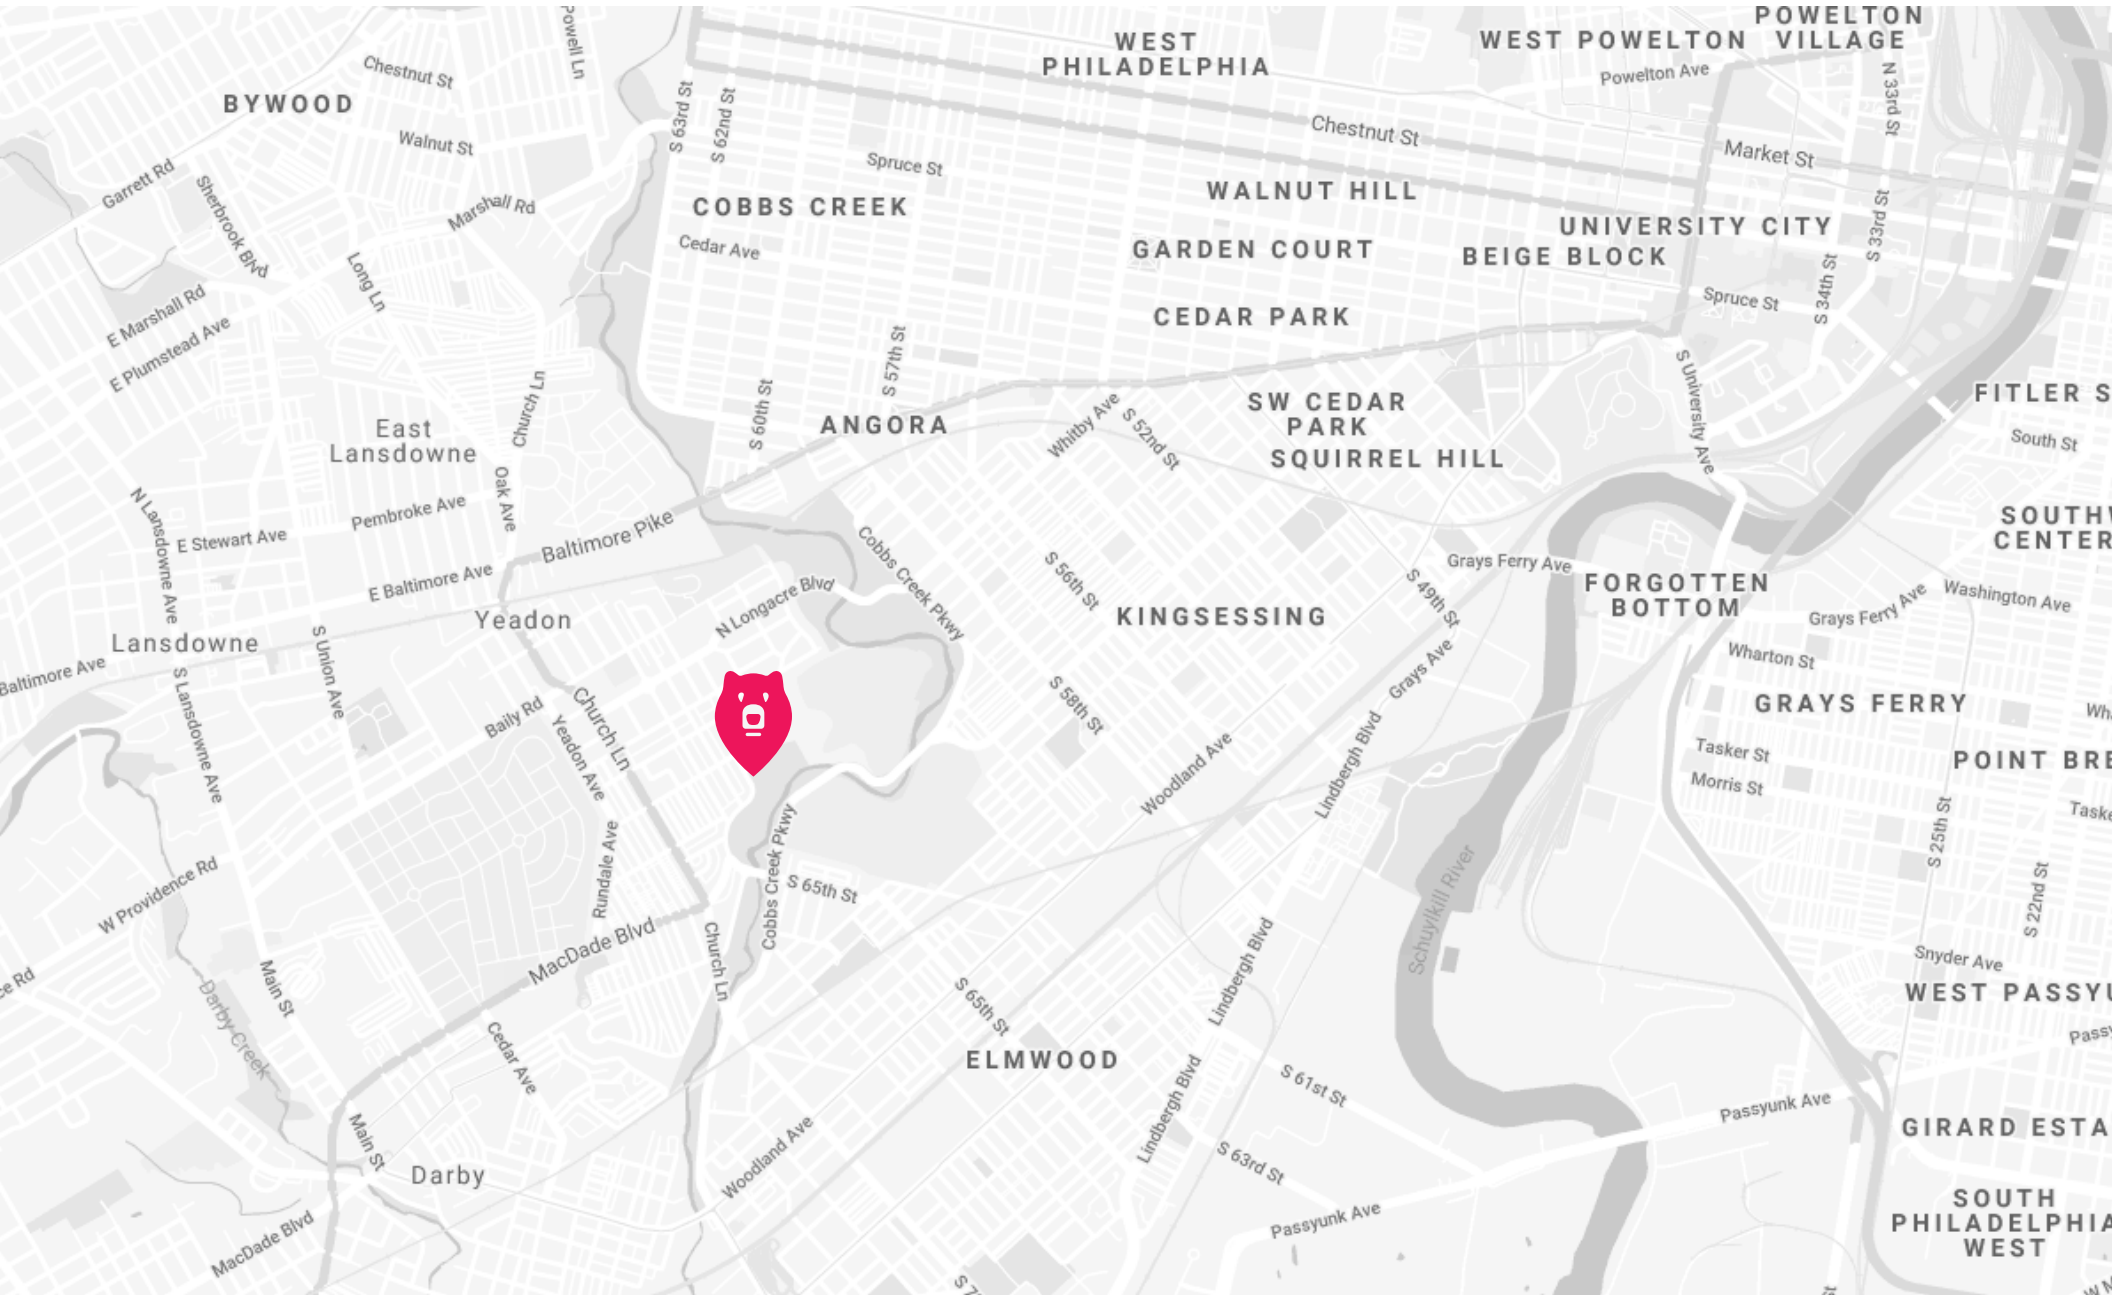 POWELTON
VILLAGE
WEST POWELTON
WEST
PHILADELPHIA
Powell Ln
Chestnut St
BYWOOD
Walnut St
S 63rd St
S 62nd St
Spruce St
Chestnut St
Powelton Ave
N 33rd St
Market St
Garrett Rd
Sherbrook Blvd
Marshall Rd
COBBS CREEK
WALNUT HILL
UNIVERSITY CITY
S 33rd St
Cedar Ave
GARDEN COURT
BEIGE BLOCK
Long Ln
E Marshall Rd
E Plumstead Ave
CEDAR PARK
Spruce St
S 34th St
S 57th St
Church Ln
S 60th St
ANGORA
Whitby Ave
S 52nd St
SW CEDAR
PARK
SQUIRREL HILL
S University Ave
FITLER S
South St
East
Lansdowne
Oak Ave
N Lansdowne Ave
Pembroke Ave
E Stewart Ave
Baltimore Pike
E Baltimore Ave
Cobbs Creek Pkwy
S 56th St
Grays Ferry Ave
S 49th St
FORGOTTEN
BOTTOM
SOUTHW
CENTER
Washington Ave
Grays Ferry Ave
Yeadon
N Longacre Blvd
KINGSESSING
Lansdowne
S Union Ave
Baltimore Ave
S Lansdowne Ave
Wharton St
Grays Ave
GRAYS FERRY
Wh
Baily Rd
Church Ln
Yeadon Ave
S 58th St
Woodland Ave
Lindbergh Blvd
Tasker St
Morris St
POINT BRE
Taske
S 25th St
S 22nd St
W Providence Rd
Rundale Ave
Cobbs Creek Pkwy
S 65th St
MacDade Blvd
Church Ln
Schuylkill River
Lindbergh Blvd
Snyder Ave
WEST PASSYU
Passy
ce Rd
Darby Creek
Main St
Cedar Ave
S 65th St
ELMWOOD
Lindbergh Blvd
S 61st St
Passyunk Ave
GIRARD ESTA
Main St
Darby
Woodland Ave
S 63rd St
Passyunk Ave
MacDade Blvd
SOUTH
PHILADELPHIA
WEST
S 7
W M